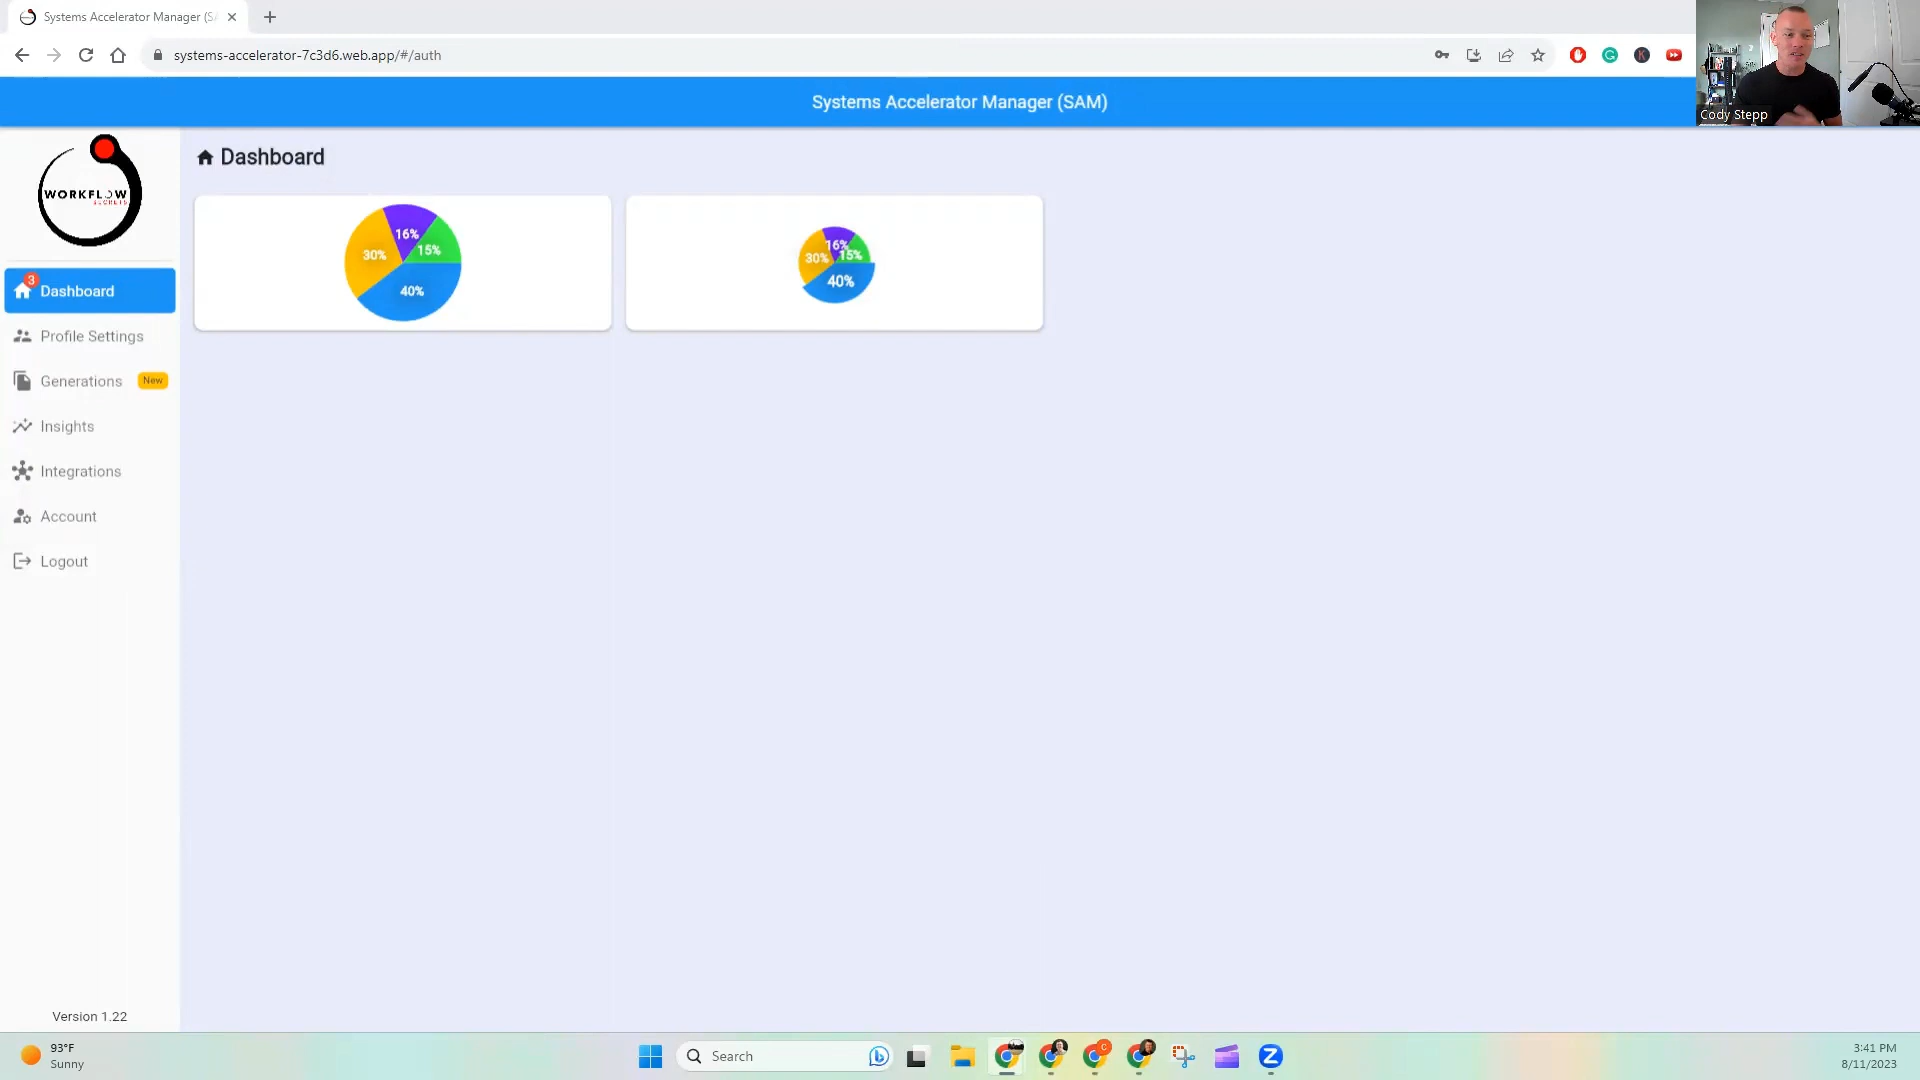 Systems Accelerator Manager (SA
systems-accelerator-7c3d6.web.app/#/auth
Systems Accelerator Manager (SAM)
Cody Stepp
WORKFLOW
SECRETS
Dashboard
16%
30%
15%
40%
16%
30%
15%
40%
3
Dashboard
Profile Settings
Generations New
Insights
Integrations
Account
Logout
Version 1.22
93°F
Sunny
Search
3:41 PM
8/11/2023